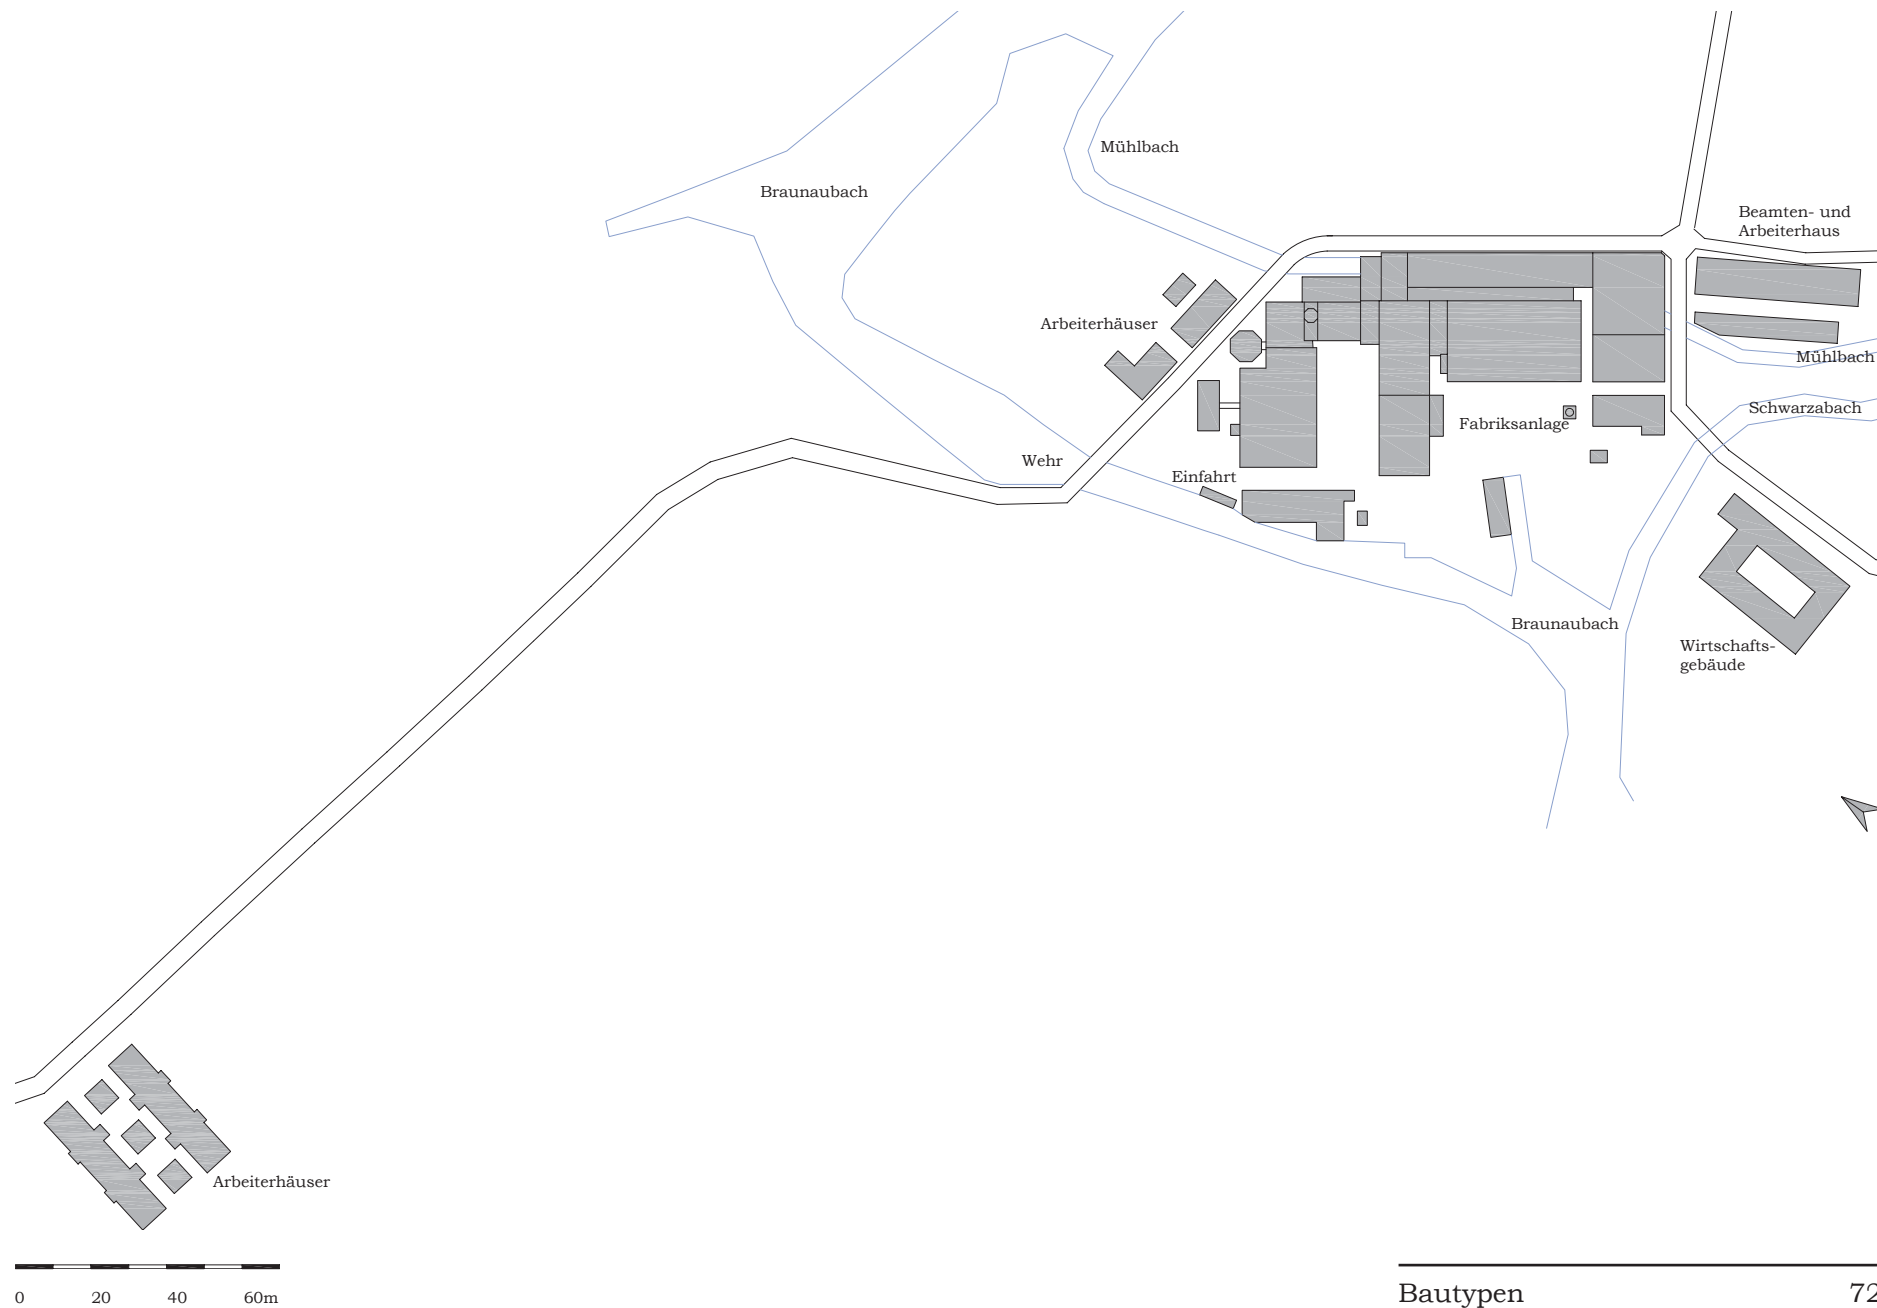 Mühlbach
Braunaubach
Beamten- und
Arbeiterhaus
Arbeiterhäuser
Mühlbach
Schwarzabach
Fabriksanlage
Wehr
Einfahrt
Braunaubach
Wirtschafts-
gebäude
Arbeiterhäuser
0 20 40 60m
Bautypen 72